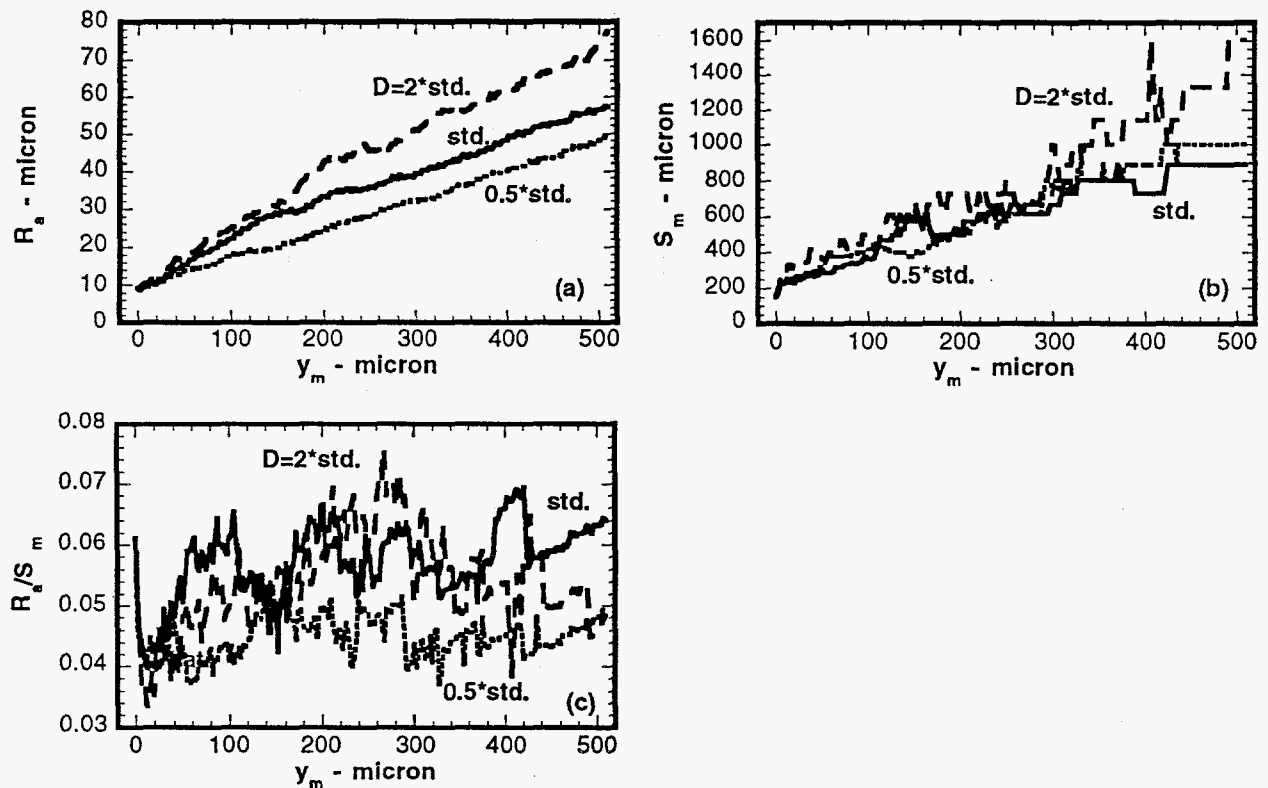 80
70
60
50
40
30
20
10
0
R_a - micron
D=2*std.
std.
0.5*std.
(a)
0 100 200 300 400 500
y_m - micron
1600
1400
1200
1000
800
600
400
200
0
S_m - micron
D=2*std.
std.
0.5*std.
(b)
0 100 200 300 400 500
y_m - micron
0.08
0.07
0.06
0.05
0.04
0.03
R_a/S_m
D=2*std.
std.
0.5*std.
(c)
0 100 200 300 400 500
y_m - micron